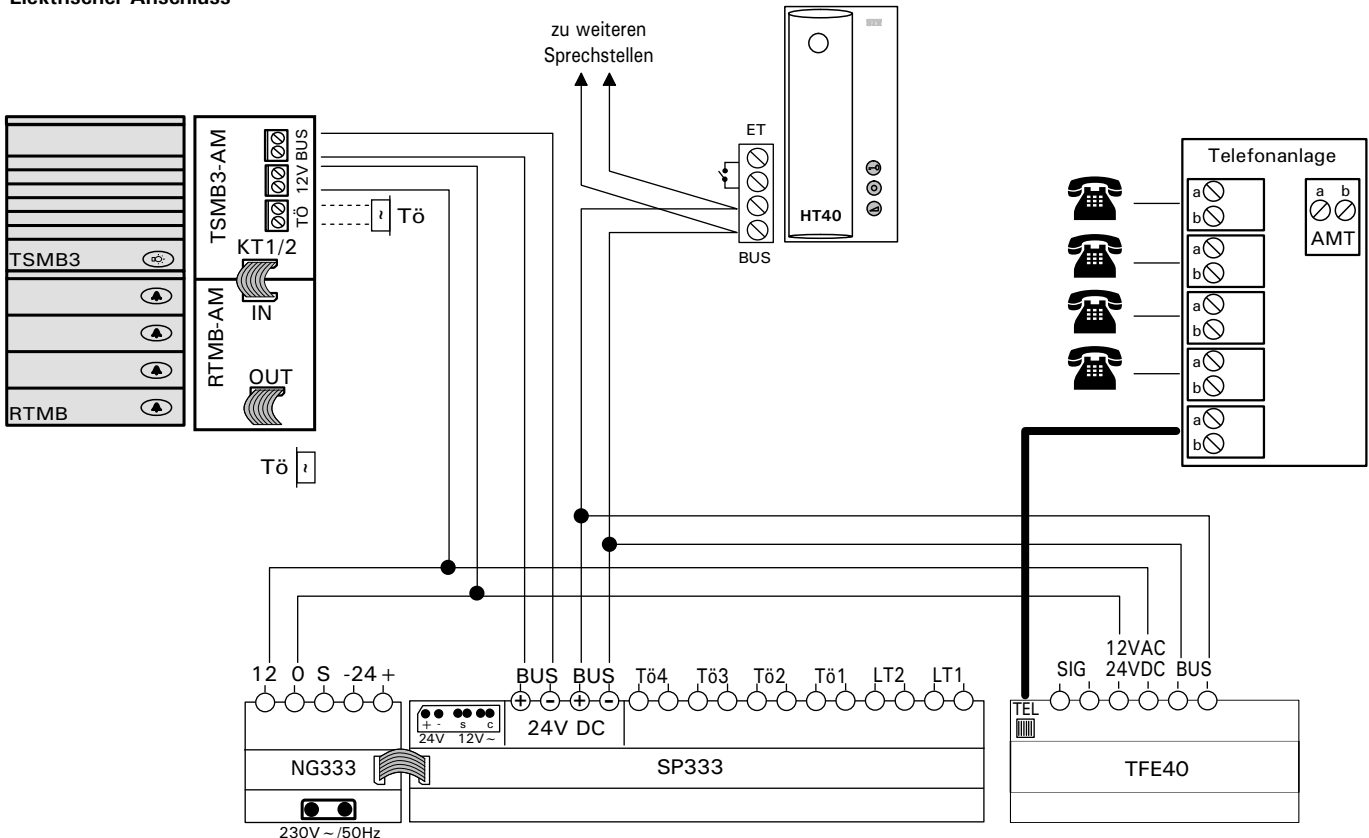 Elektrischer Anschluss
zu weiteren
Sprechstellen
TSMB3
RTMB
TSMB3-AM
BUS
12V
TÖ
KT1/2
IN
RTMB-AM
OUT
~ Tö
Tö ~
ET
BUS
HT40
Telefonanlage
a
b
a
b
a
b
a
b
a
b
a b
AMT
12 0 S -24 +
NG333
230V ~ /50Hz
BUS BUS Tö4 Tö3 Tö2 Tö1 LT2 LT1
+ - + -
24V DC
+ - s c
24V 12V ~
SP333
12VAC
SIG 24VDC BUS
TEL
TFE40